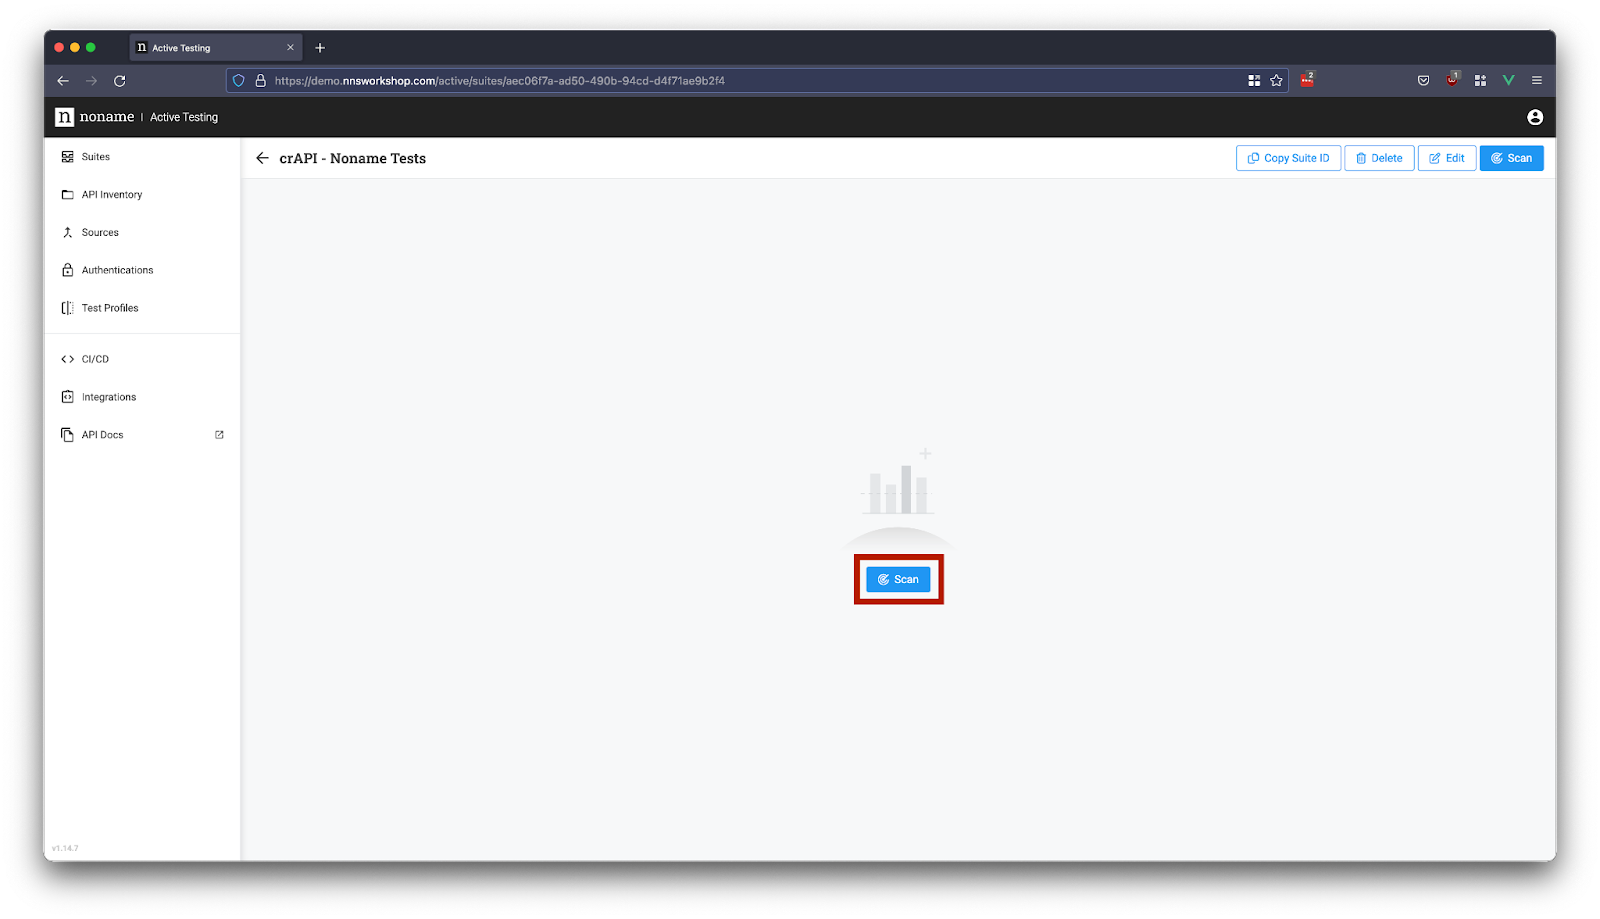 n Active Testing
https://demo.nnsworkshop.com/active/suites/aec06f7a-ad50-490b-94cd-d4f71ae9b2f4
2
1
n noname | Active Testing
Suites
API Inventory
Sources
Authentications
Test Profiles
CI/CD
Integrations
API Docs
crAPI - Noname Tests
Copy Suite ID
Delete
Edit
Scan
Scan
v1.14.7